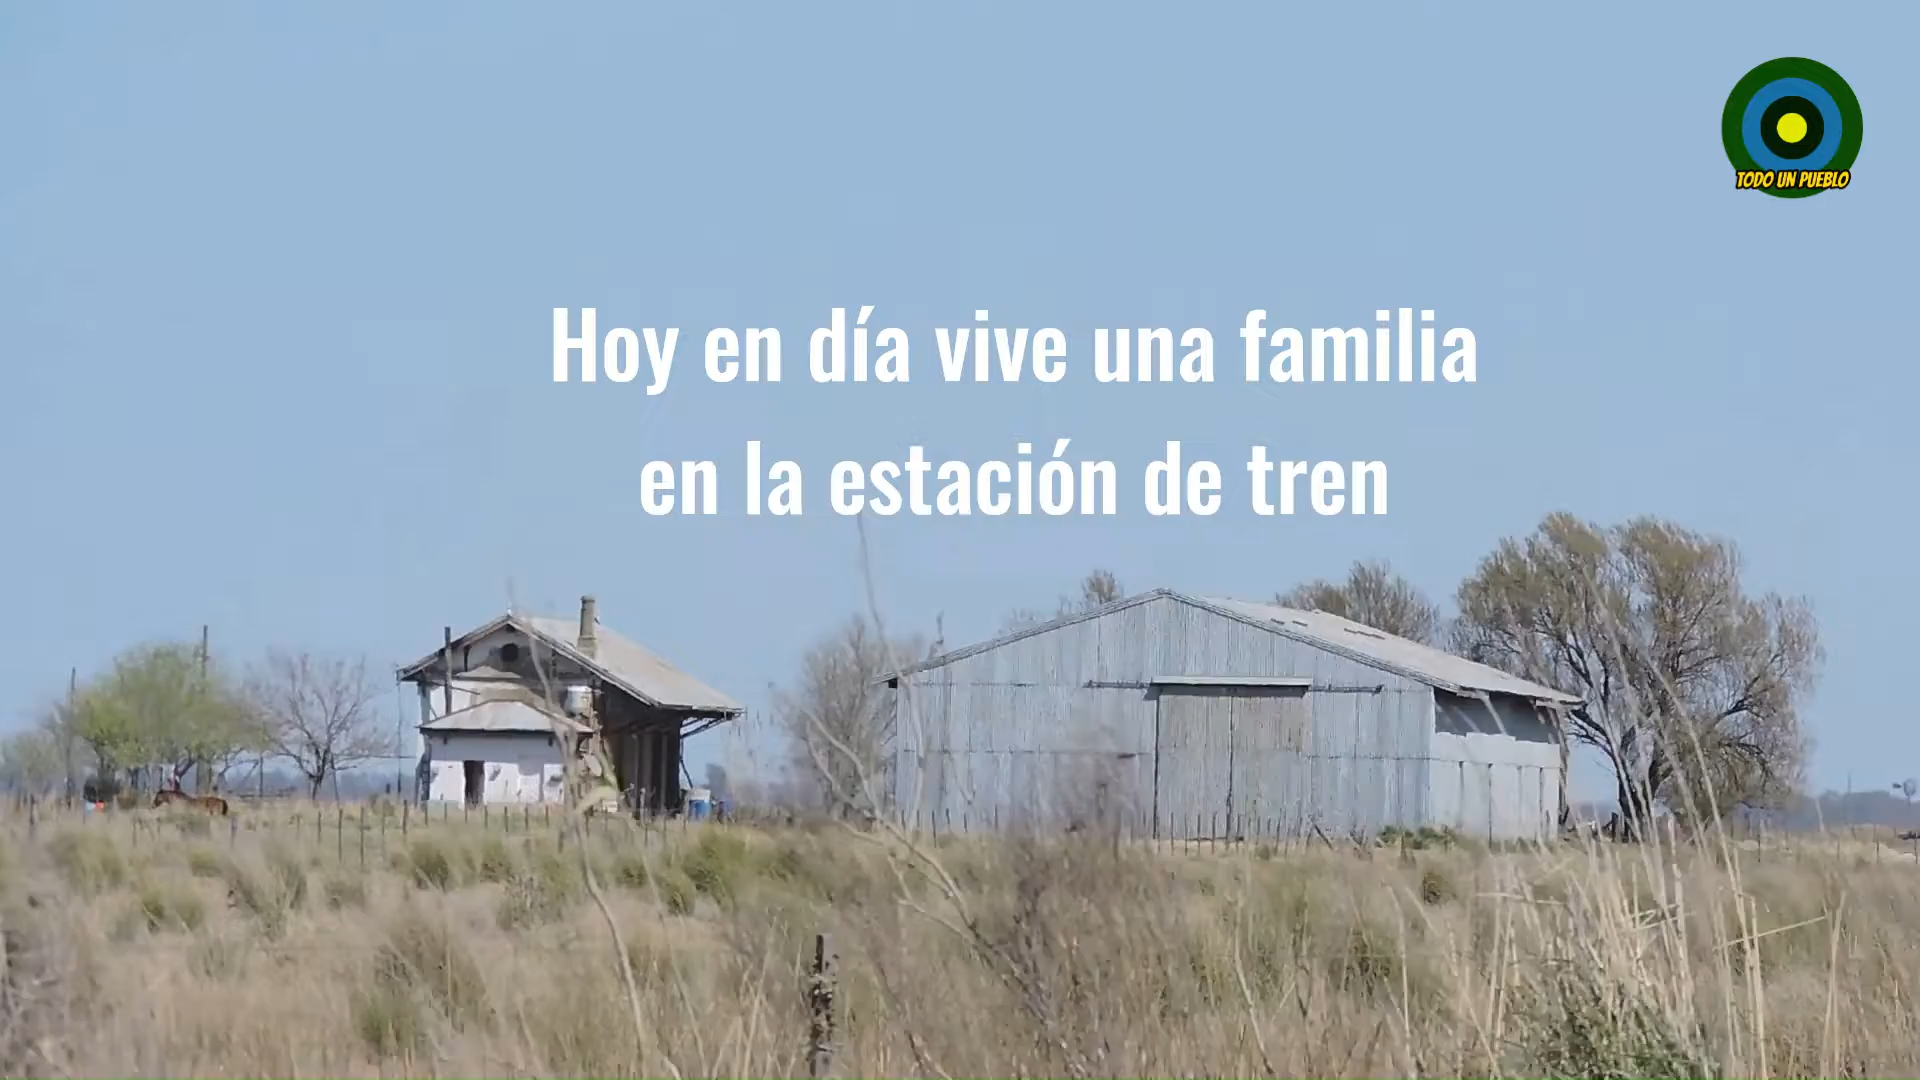 TODO UN PUEBLO
Hoy en día vive una familia
en la estación de tren